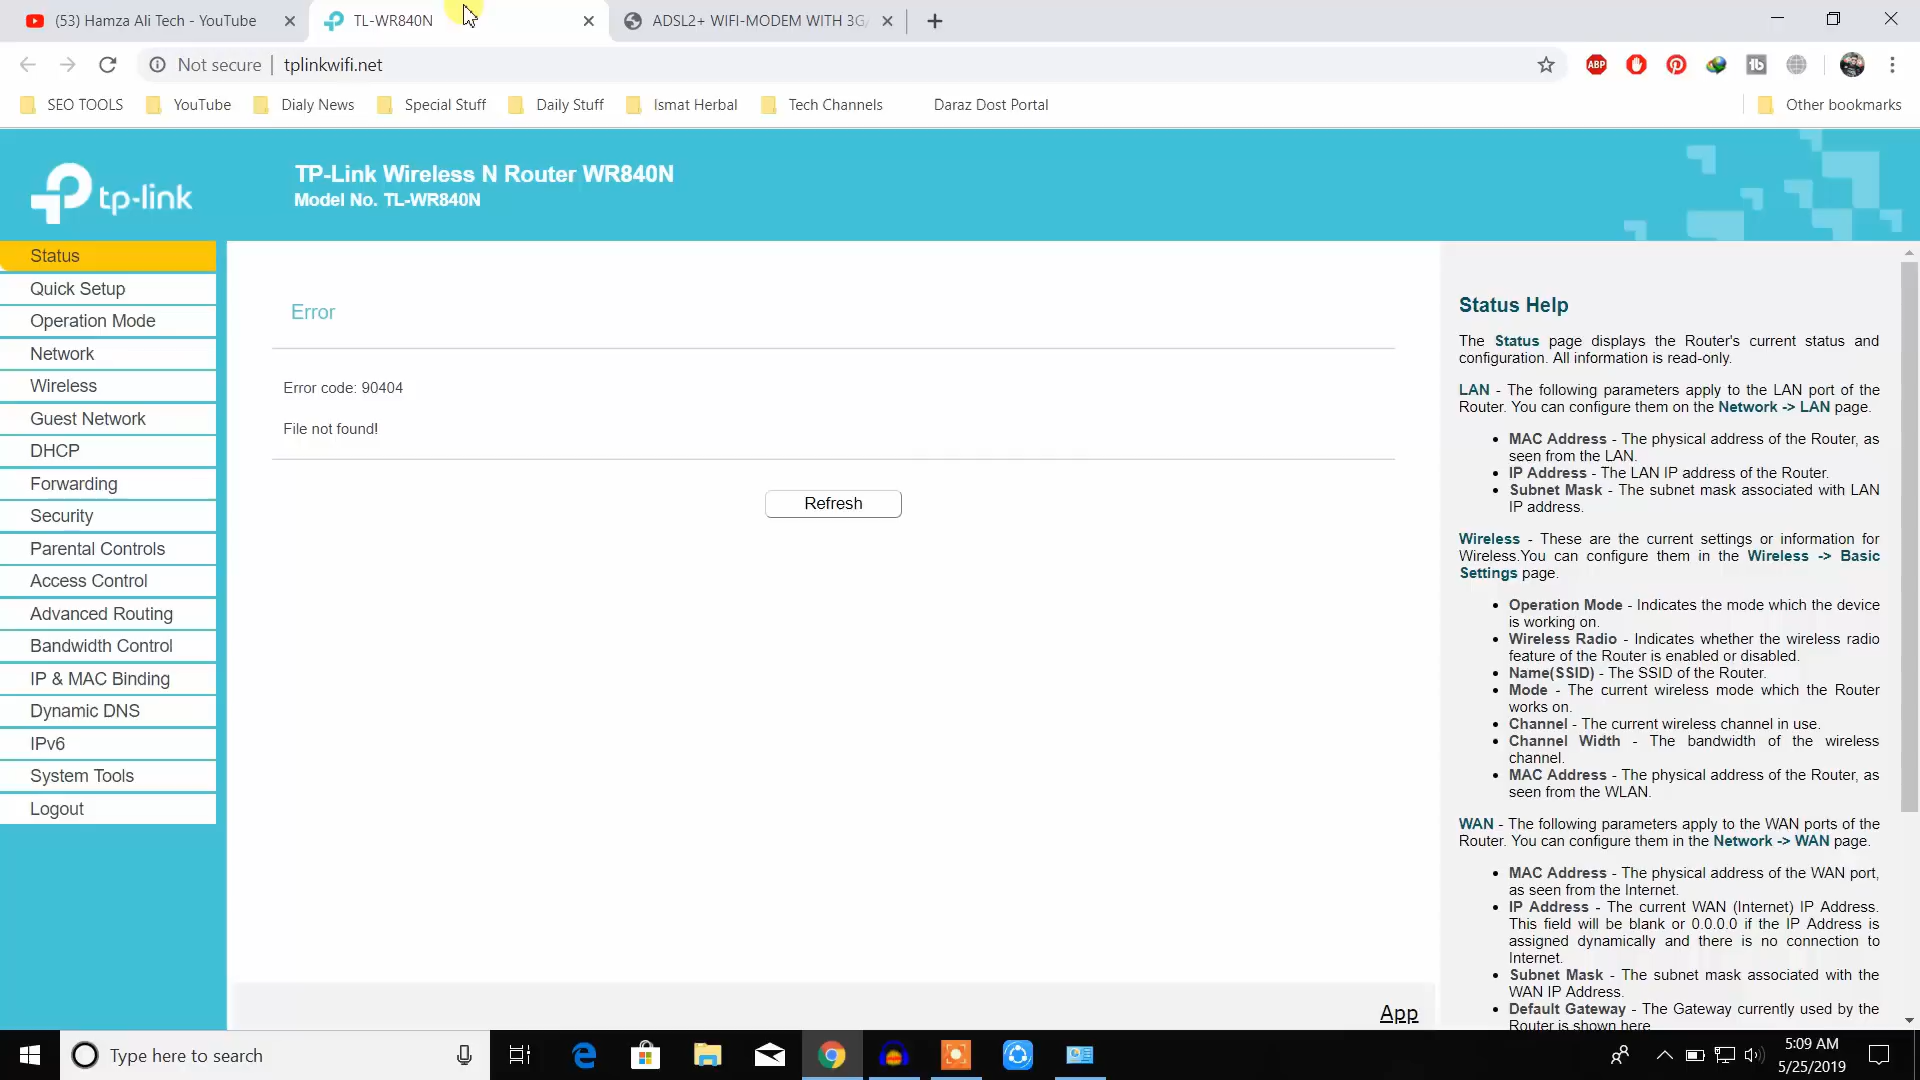 (53) Hamza Ali Tech - YouTube
TL-WR840N
ADSL2+ WIFI-MODEM WITH 3G
Not secure
tplinkwifi.net
ABP
SEO TOOLS
YouTube
Dialy News
Special Stuff
Daily Stuff
Ismat Herbal
Tech Channels
Daraz Dost Portal
Other bookmarks
tp-link
TP-Link Wireless N Router WR840N
Model No. TL-WR840N
Status
Quick Setup
Operation Mode
Network
Wireless
Guest Network
DHCP
Forwarding
Security
Parental Controls
Access Control
Advanced Routing
Bandwidth Control
IP & MAC Binding
Dynamic DNS
IPv6
System Tools
Logout
Error
Error code: 90404
File not found!
Refresh
App
Status Help
The Status page displays the Router's current status and
configuration. All information is read-only.
LAN - The following parameters apply to the LAN port of the
Router. You can configure them on the Network -> LAN page.
• MAC Address - The physical address of the Router, as
seen from the LAN.
• IP Address - The LAN IP address of the Router.
• Subnet Mask - The subnet mask associated with LAN
IP address.
Wireless - These are the current settings or information for
Wireless.You can configure them in the Wireless -> Basic
Settings page.
• Operation Mode - Indicates the mode which the device
is working on.
• Wireless Radio - Indicates whether the wireless radio
feature of the Router is enabled or disabled.
• Name(SSID) - The SSID of the Router.
• Mode - The current wireless mode which the Router
works on.
• Channel - The current wireless channel in use.
• Channel Width - The bandwidth of the wireless
channel.
• MAC Address - The physical address of the Router, as
seen from the WLAN.
WAN - The following parameters apply to the WAN ports of the
Router. You can configure them in the Network -> WAN page.
• MAC Address - The physical address of the WAN port,
as seen from the Internet.
• IP Address - The current WAN (Internet) IP Address.
This field will be blank or 0.0.0.0 if the IP Address is
assigned dynamically and there is no connection to
Internet.
• Subnet Mask - The subnet mask associated with the
WAN IP Address.
• Default Gateway - The Gateway currently used by the
Router is shown here
Type here to search
5:09 AM
5/25/2019